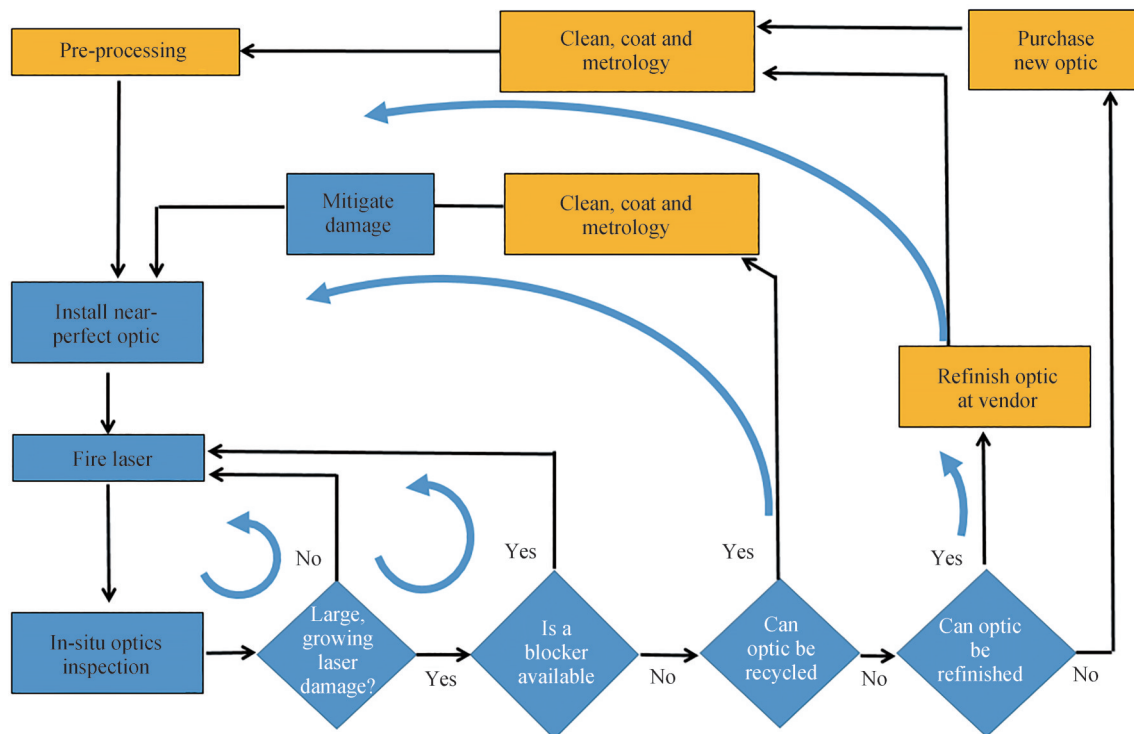 Pre-processing
Clean, coat and
metrology
Purchase
new optic
Mitigate
damage
Clean, coat and
metrology
Install near-
perfect optic
Refinish optic
at vendor
Fire laser
No
Yes
Yes
Yes
In-situ optics
inspection
Large,
growing
laser
damage?
Yes
Is a
blocker
available
No
Can
optic be
recycled
No
Can optic
be
refinished
No